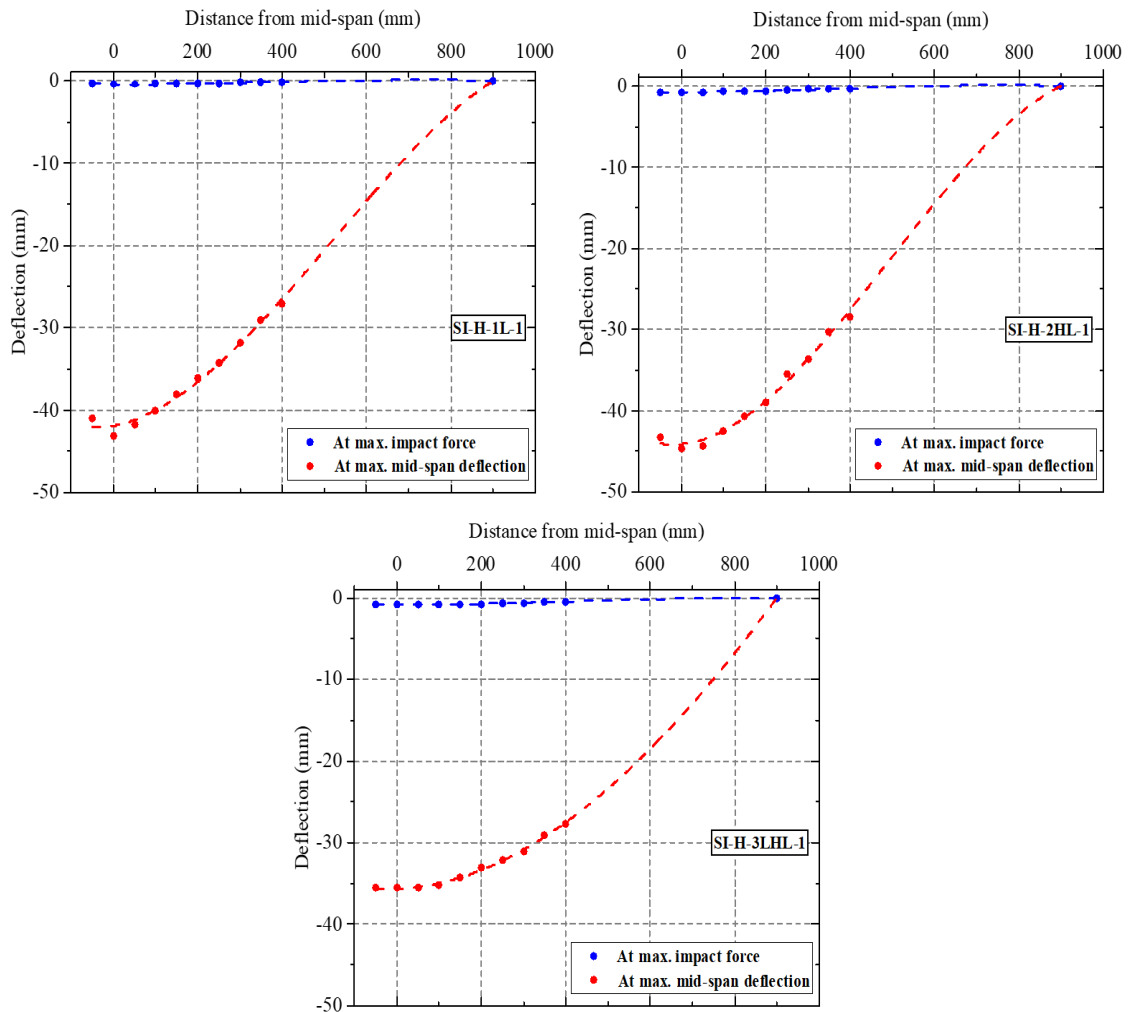 Distance from mid-span (mm)
0 200 400 600 800 1000
0
-10
-20
-30
-40
-50
Deflection (mm)
SI-H-1L-1
At max. impact force
At max. mid-span deflection
Distance from mid-span (mm)
0 200 400 600 800 1000
0
-10
-20
-30
-40
-50
Deflection (mm)
SI-H-2HL-1
At max. impact force
At max. mid-span deflection
Distance from mid-span (mm)
0 200 400 600 800 1000
0
-10
-20
-30
-40
-50
Deflection (mm)
SI-H-3LHL-1
At max. impact force
At max. mid-span deflection